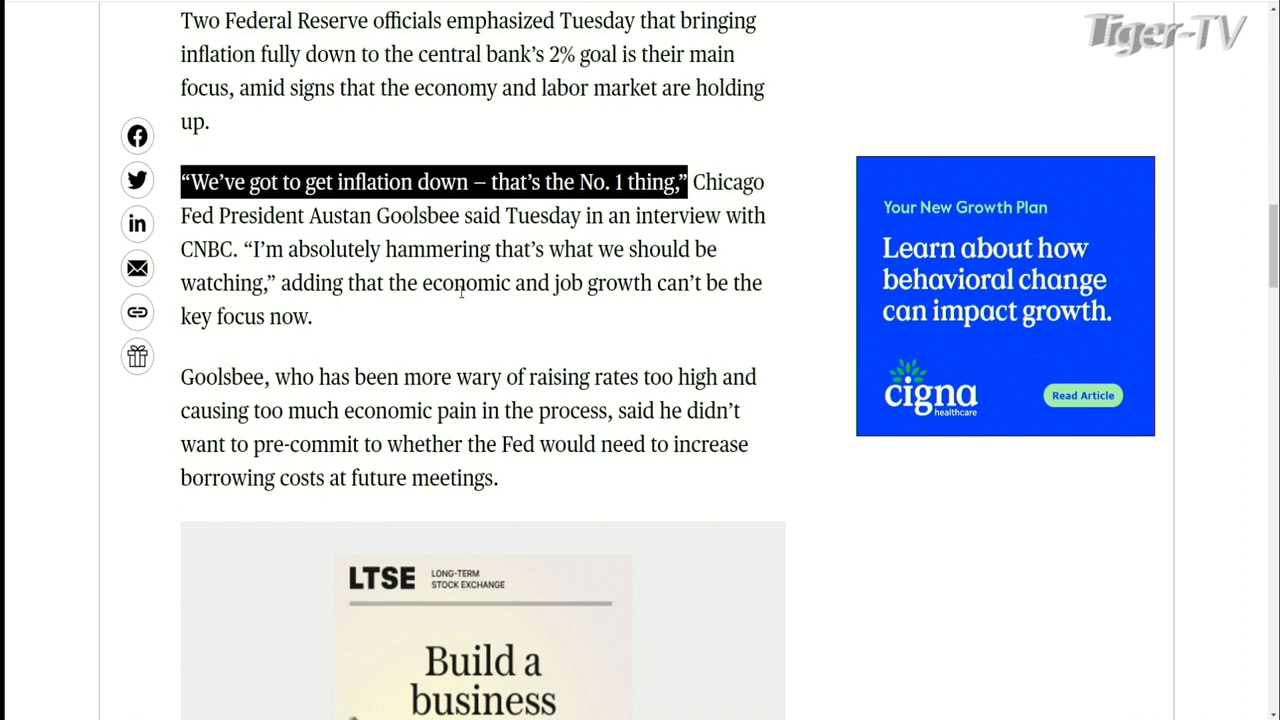 Tiger-TV
Two Federal Reserve officials emphasized Tuesday that bringing
inflation fully down to the central bank’s 2% goal is their main
focus, amid signs that the economy and labor market are holding
up.
“We’ve got to get inflation down – that’s the No. 1 thing,” Chicago
Fed President Austan Goolsbee said Tuesday in an interview with
CNBC. “I’m absolutely hammering that’s what we should be
watching,” adding that the economic and job growth can’t be the
key focus now.
Goolsbee, who has been more wary of raising rates too high and
causing too much economic pain in the process, said he didn’t
want to pre-commit to whether the Fed would need to increase
borrowing costs at future meetings.
LTSE
LONG-TERM
STOCK EXCHANGE
Build a
business
Your New Growth Plan
Learn about how
behavioral change
can impact growth.
cigna
healthcare
Read Article